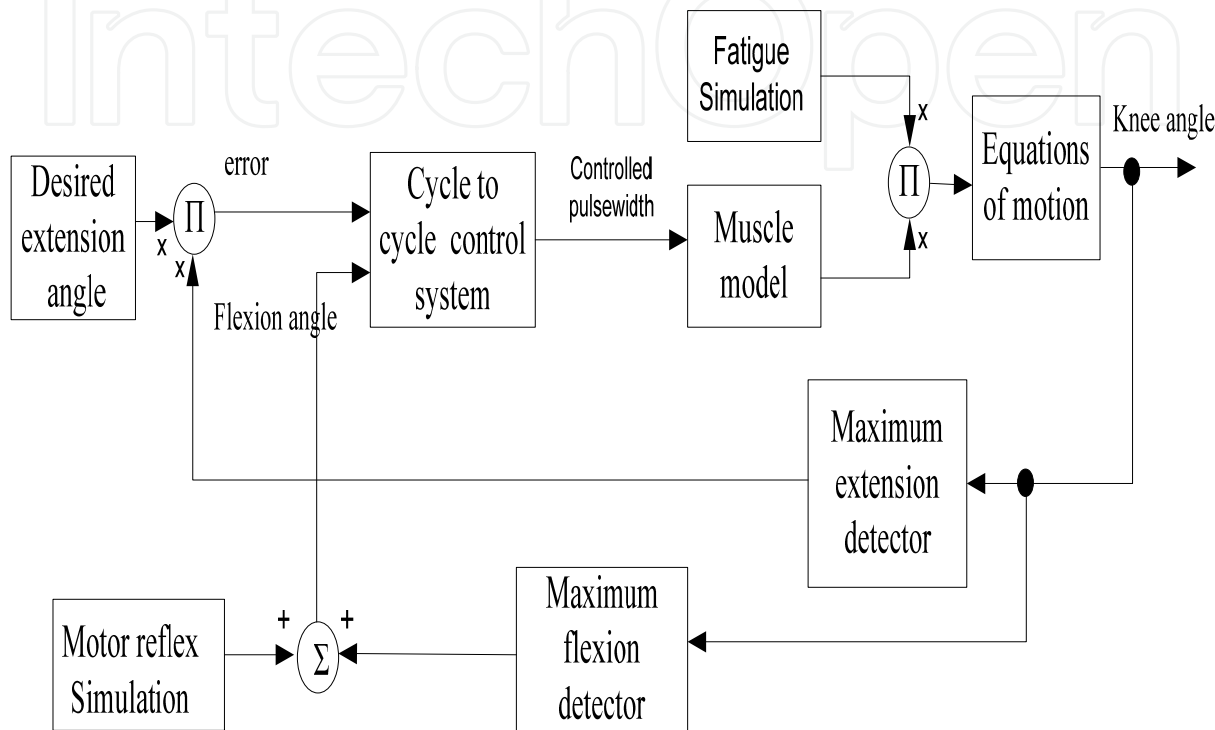 IntechOpen
Fatigue
Simulation
x
Knee angle
Equations
of motion
Desired
extension
angle
error
Π
x
x
Cycle to
cycle control
system
Controlled
pulsewidth
Π
Muscle
model
x
Flexion angle
Maximum
extension
detector
Motor reflex
Simulation
+
+
Σ
Maximum
flexion
detector